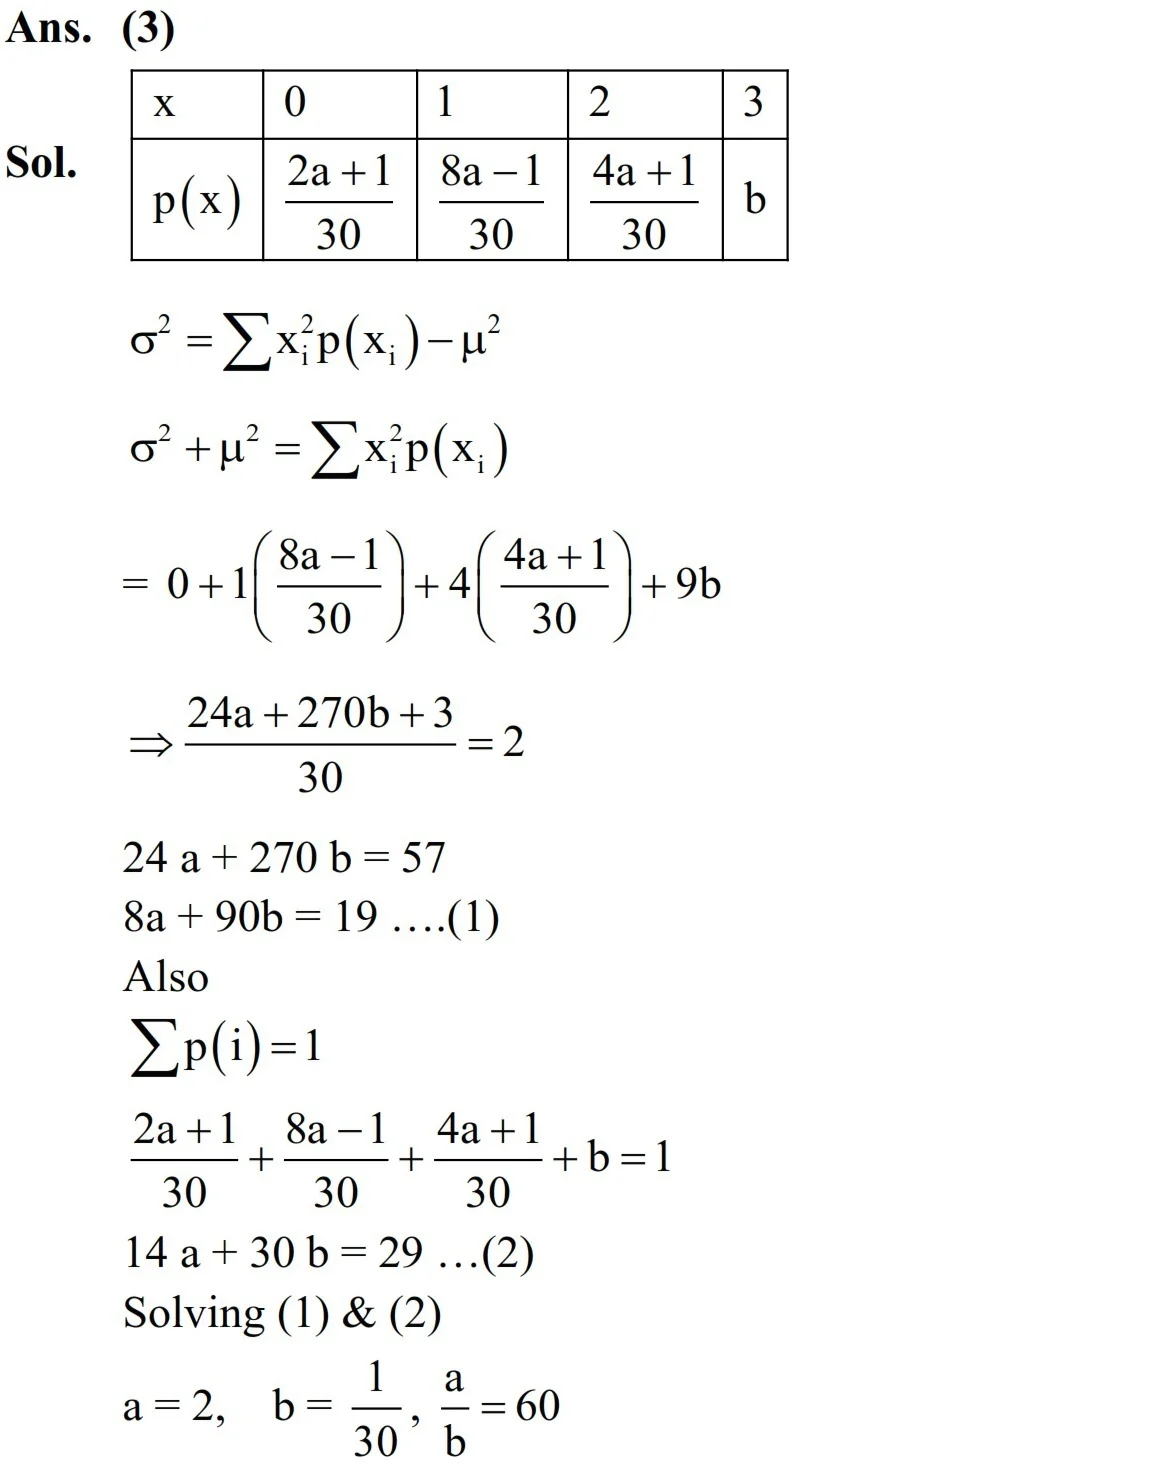 Ans. (3)
Sol.
x 0 1 2 3
p(x) (2a + 1)/30 (8a − 1)/30 (4a + 1)/30 b
σ² = ∑xᵢ²p(xᵢ) − μ²
σ² + μ² = ∑xᵢ²p(xᵢ)
= 0 + 1((8a − 1)/30) + 4((4a + 1)/30) + 9b
⇒ (24a + 270b + 3)/30 = 2
24 a + 270 b = 57
8a + 90b = 19 ….(1)
Also
∑p(i) = 1
(2a + 1)/30 + (8a − 1)/30 + (4a + 1)/30 + b = 1
14 a + 30 b = 29 …(2)
Solving (1) & (2)
a = 2, b = 1/30, a/b = 60